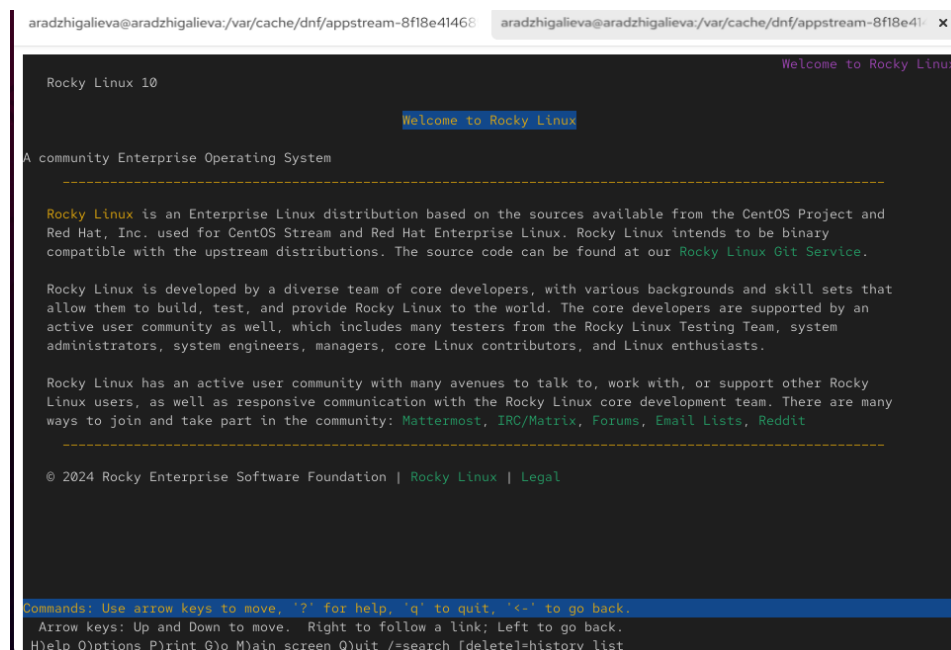 aradzhigalieva@aradzhigalieva:/var/cache/dnf/appstream-8f18e41468
aradzhigalieva@aradzhigalieva:/var/cache/dnf/appstream-8f18e41 ×
Welcome to Rocky Linux
Rocky Linux 10
Welcome to Rocky Linux
A community Enterprise Operating System
Rocky Linux is an Enterprise Linux distribution based on the sources available from the CentOS Project and
Red Hat, Inc. used for CentOS Stream and Red Hat Enterprise Linux. Rocky Linux intends to be binary
compatible with the upstream distributions. The source code can be found at our Rocky Linux Git Service.
Rocky Linux is developed by a diverse team of core developers, with various backgrounds and skill sets that
allow them to build, test, and provide Rocky Linux to the world. The core developers are supported by an
active user community as well, which includes many testers from the Rocky Linux Testing Team, system
administrators, system engineers, managers, core Linux contributors, and Linux enthusiasts.
Rocky Linux has an active user community with many avenues to talk to, work with, or support other Rocky
Linux users, as well as responsive communication with the Rocky Linux core development team. There are many
ways to join and take part in the community: Mattermost, IRC/Matrix, Forums, Email Lists, Reddit
© 2024 Rocky Enterprise Software Foundation | Rocky Linux | Legal
Commands: Use arrow keys to move, '?' for help, 'q' to quit, '<-' to go back.
Arrow keys: Up and Down to move.  Right to follow a link; Left to go back.
H)elp O)ptions P)rint G)o M)ain screen Q)uit /=search [delete]=history list